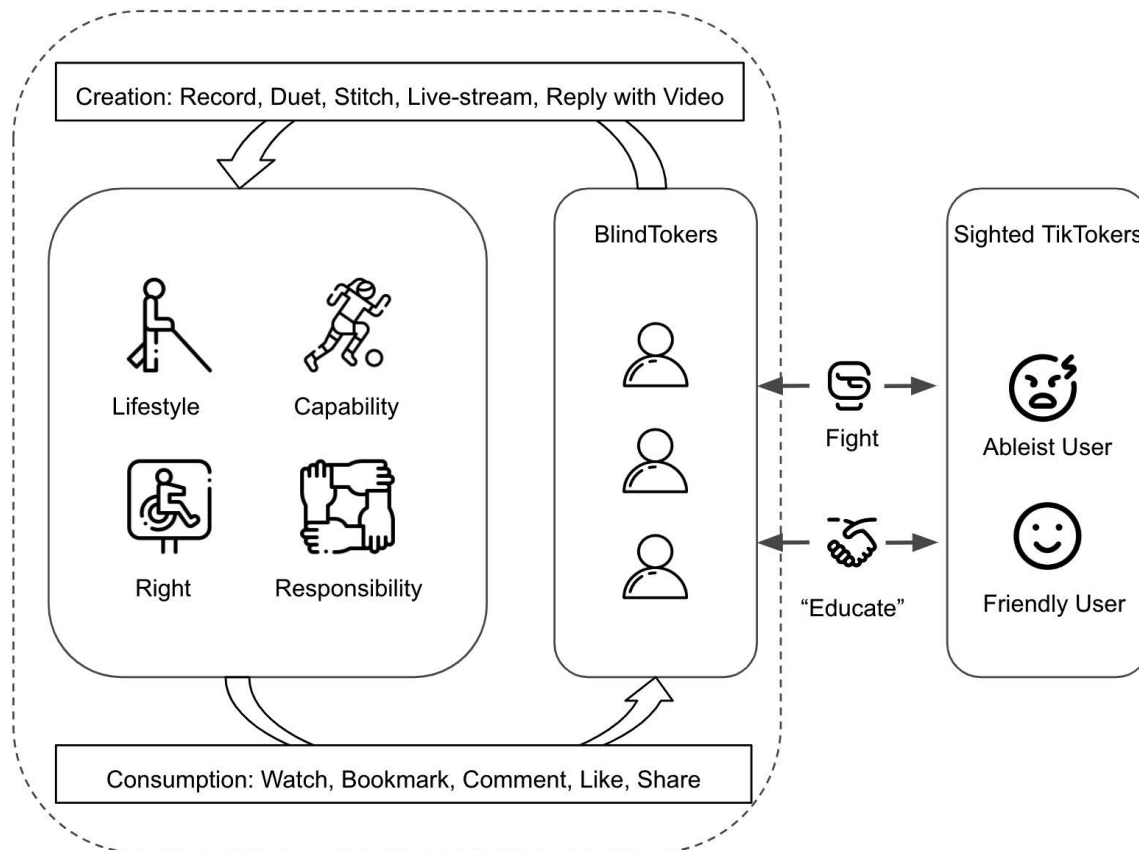 Creation: Record, Duet, Stitch, Live-stream, Reply with Video
BlindTokers
Sighted TikTokers
Lifestyle
Capability
Right
Responsibility
Fight
“Educate”
Ableist User
Friendly User
Consumption: Watch, Bookmark, Comment, Like, Share